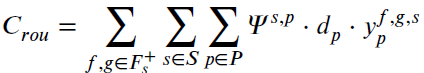 C_{rou} = \sum_{f,g \in F_s^+} \sum_{s \in S} \sum_{p \in P} \Psi^{s,p} \cdot d_p \cdot y_p^{f,g,s}